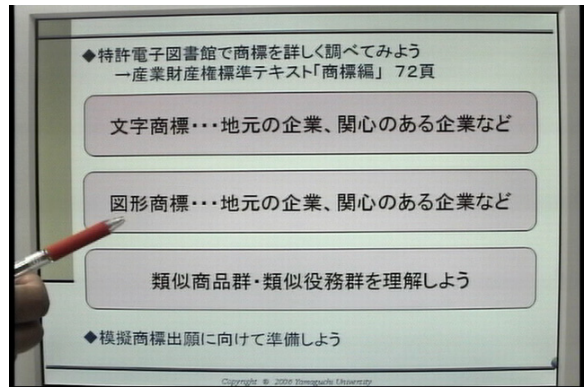 ◆特許電子図書館で商標を詳しく調べてみよう
→産業財産権標準テキスト「商標編」 72頁
文字商標・・・地元の企業、関心のある企業など
図形商標・・・地元の企業、関心のある企業など
類似商品群・類似役務群を理解しよう
◆模擬商標出願に向けて準備しよう
Copyright © 2006 Yamaguchi University